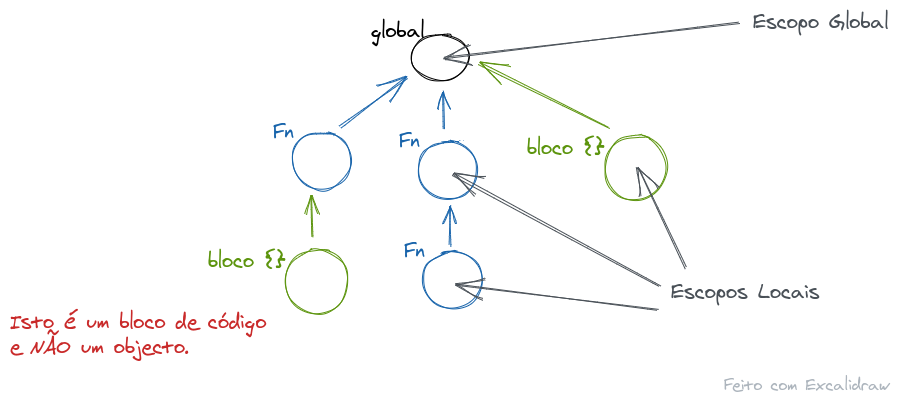 Escopo Global
global
Fn
Fn
bloco {}
bloco {}
Fn
Escopos Locais
Isto é um bloco de código
e NÃO um objecto.
Feito com Excalidraw